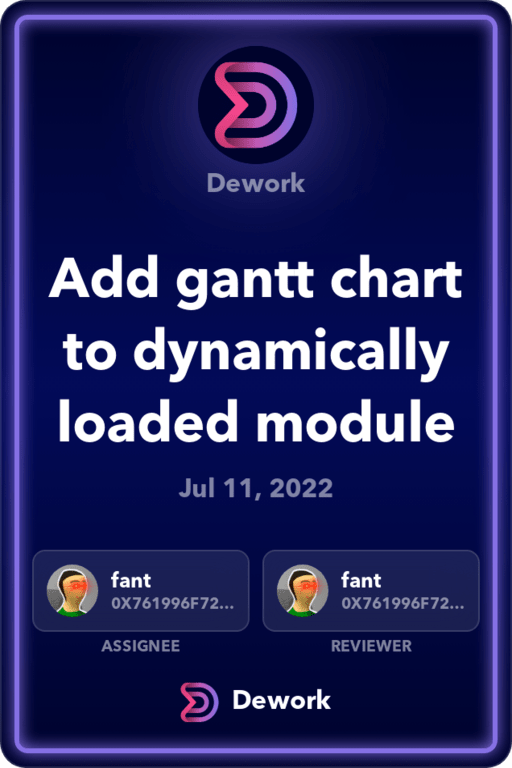 Dework
Add gantt chart
to dynamically
loaded module
Jul 11, 2022
fant
0X761996F72...
ASSIGNEE
fant
0X761996F72...
REVIEWER
Dework